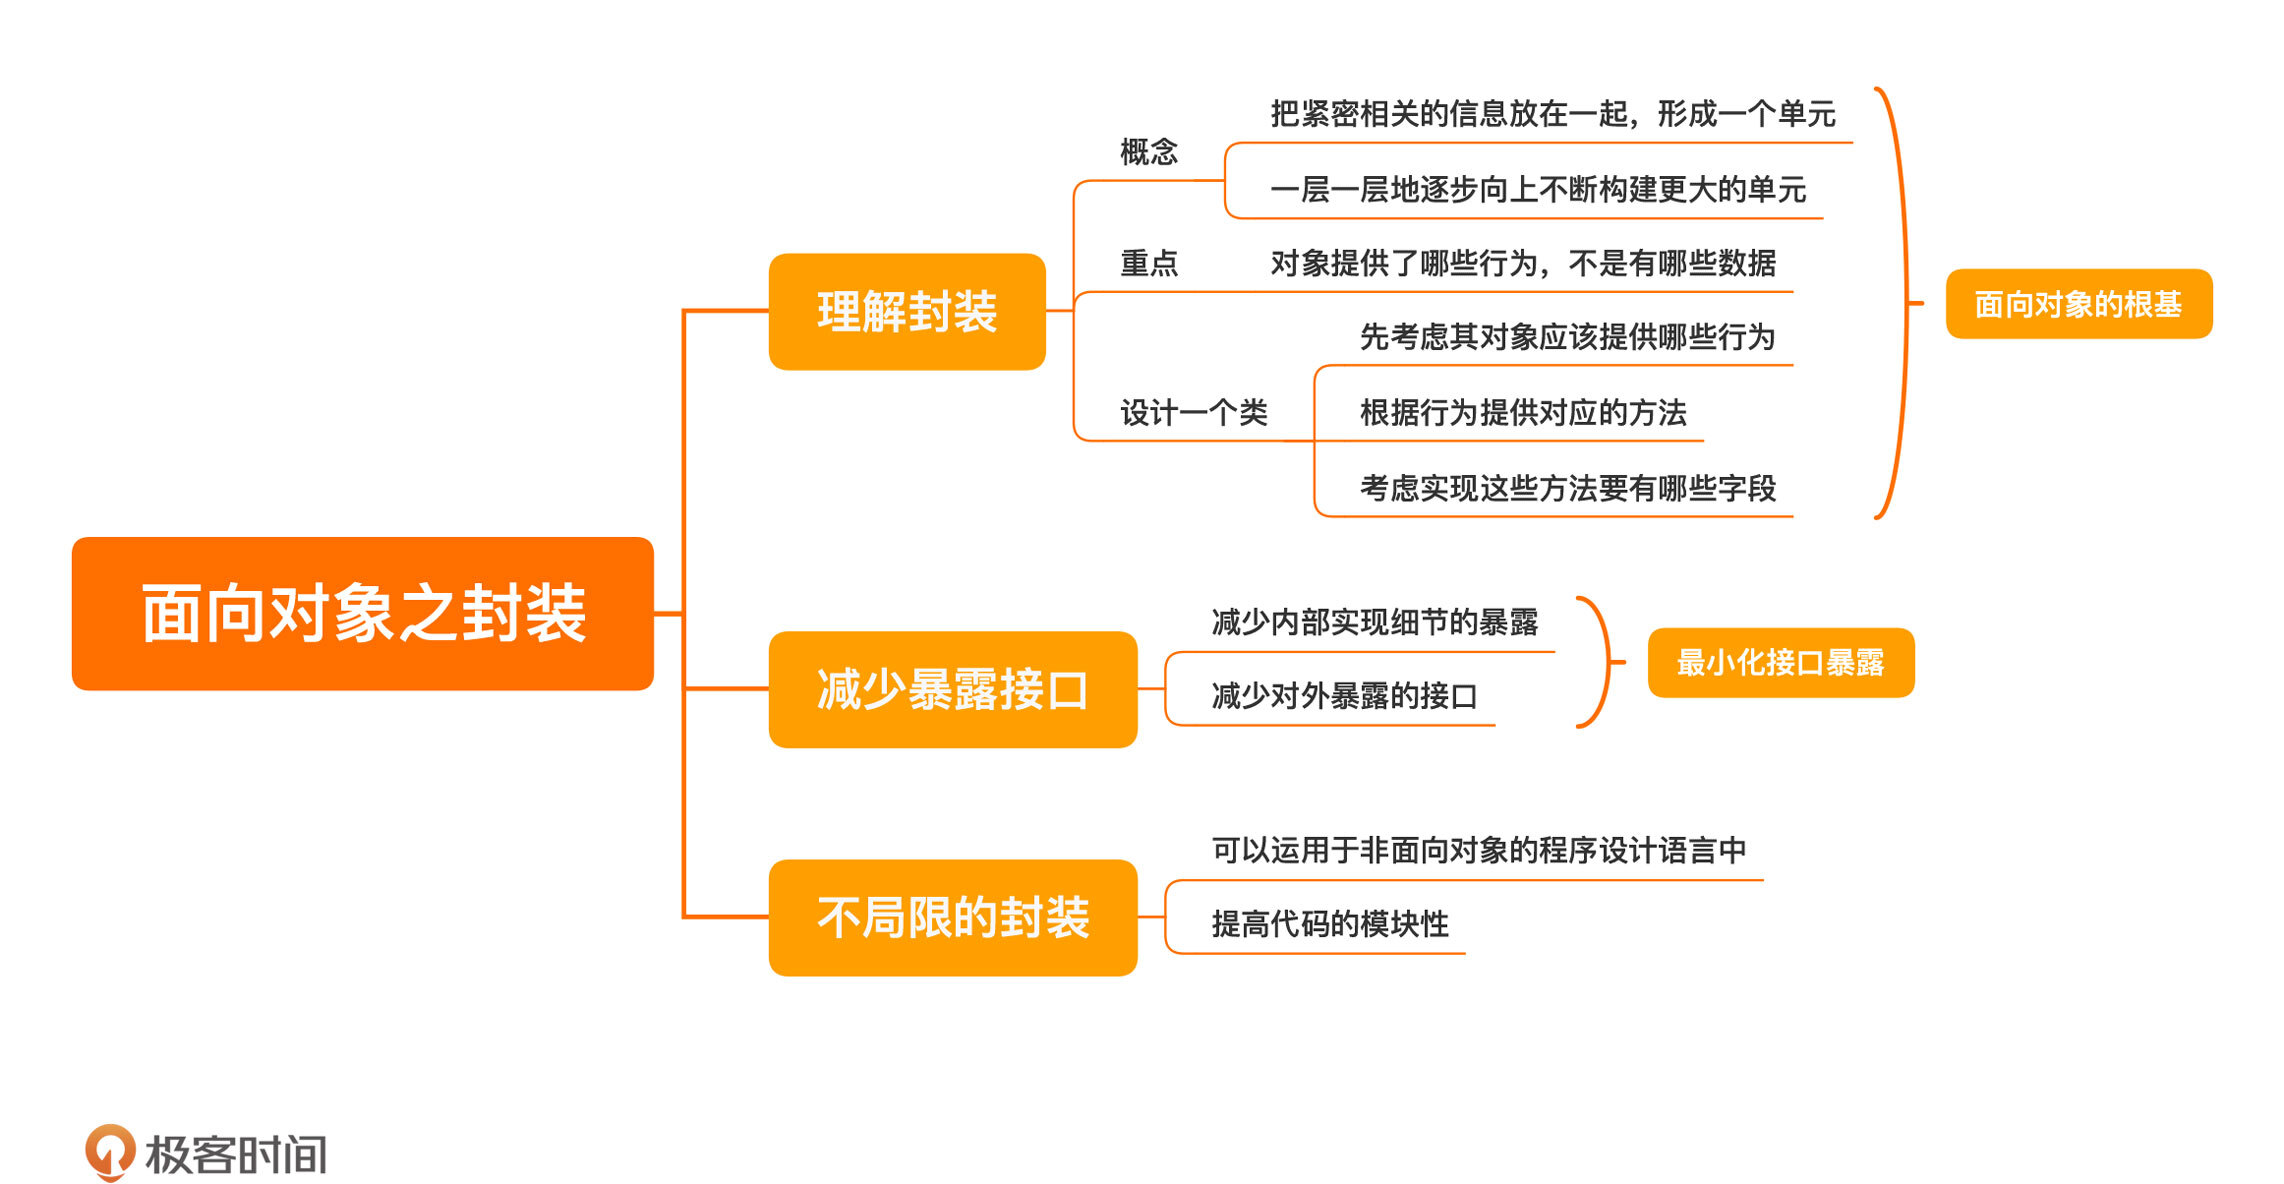 面向对象之封装
理解封装
概念
把紧密相关的信息放在一起，形成一个单元
一层一层地逐步向上不断构建更大的单元
重点
对象提供了哪些行为，不是有哪些数据
设计一个类
先考虑其对象应该提供哪些行为
根据行为提供对应的方法
考虑实现这些方法要有哪些字段
面向对象的根基
减少暴露接口
减少内部实现细节的暴露
减少对外暴露的接口
最小化接口暴露
不局限的封装
可以运用于非面向对象的程序设计语言中
提高代码的模块性
极客时间